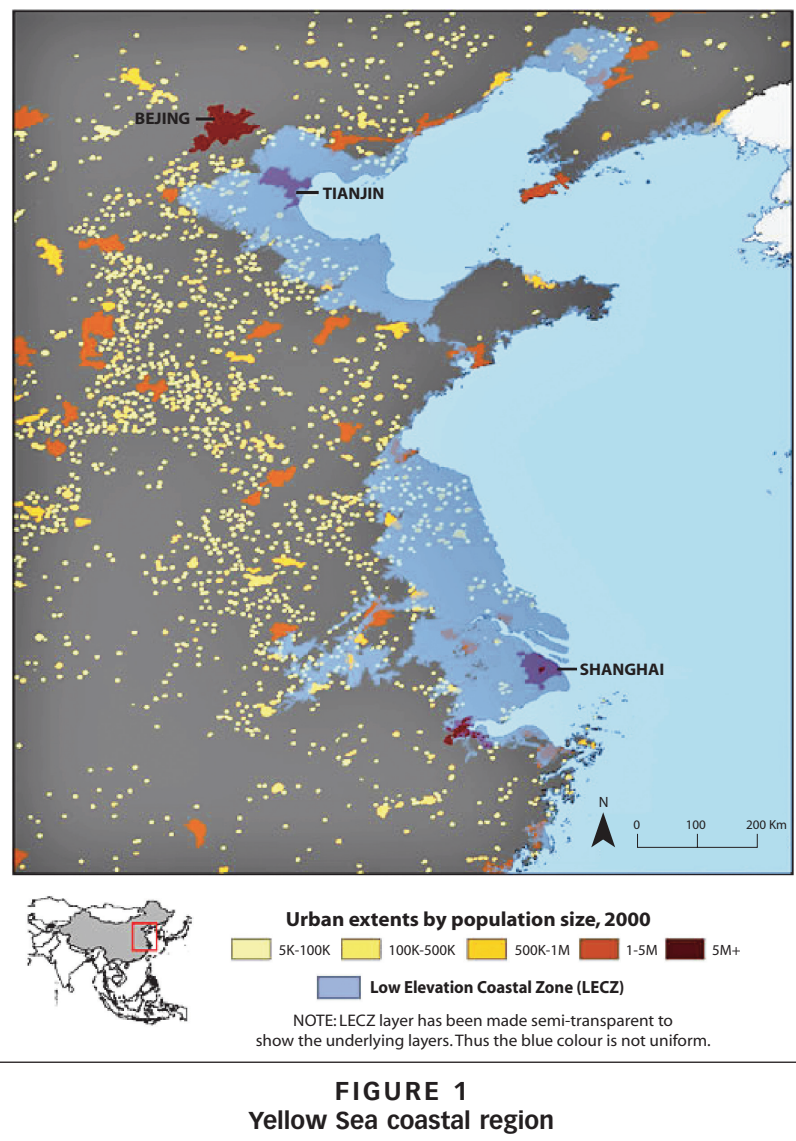 BEJING
TIANJIN
SHANGHAI
N
0 100 200 Km
Urban extents by population size, 2000
5K-100K 100K-500K 500K-1M 1-5M 5M+
Low Elevation Coastal Zone (LECZ)
NOTE: LECZ layer has been made semi-transparent to
show the underlying layers. Thus the blue colour is not uniform.
FIGURE 1
Yellow Sea coastal region